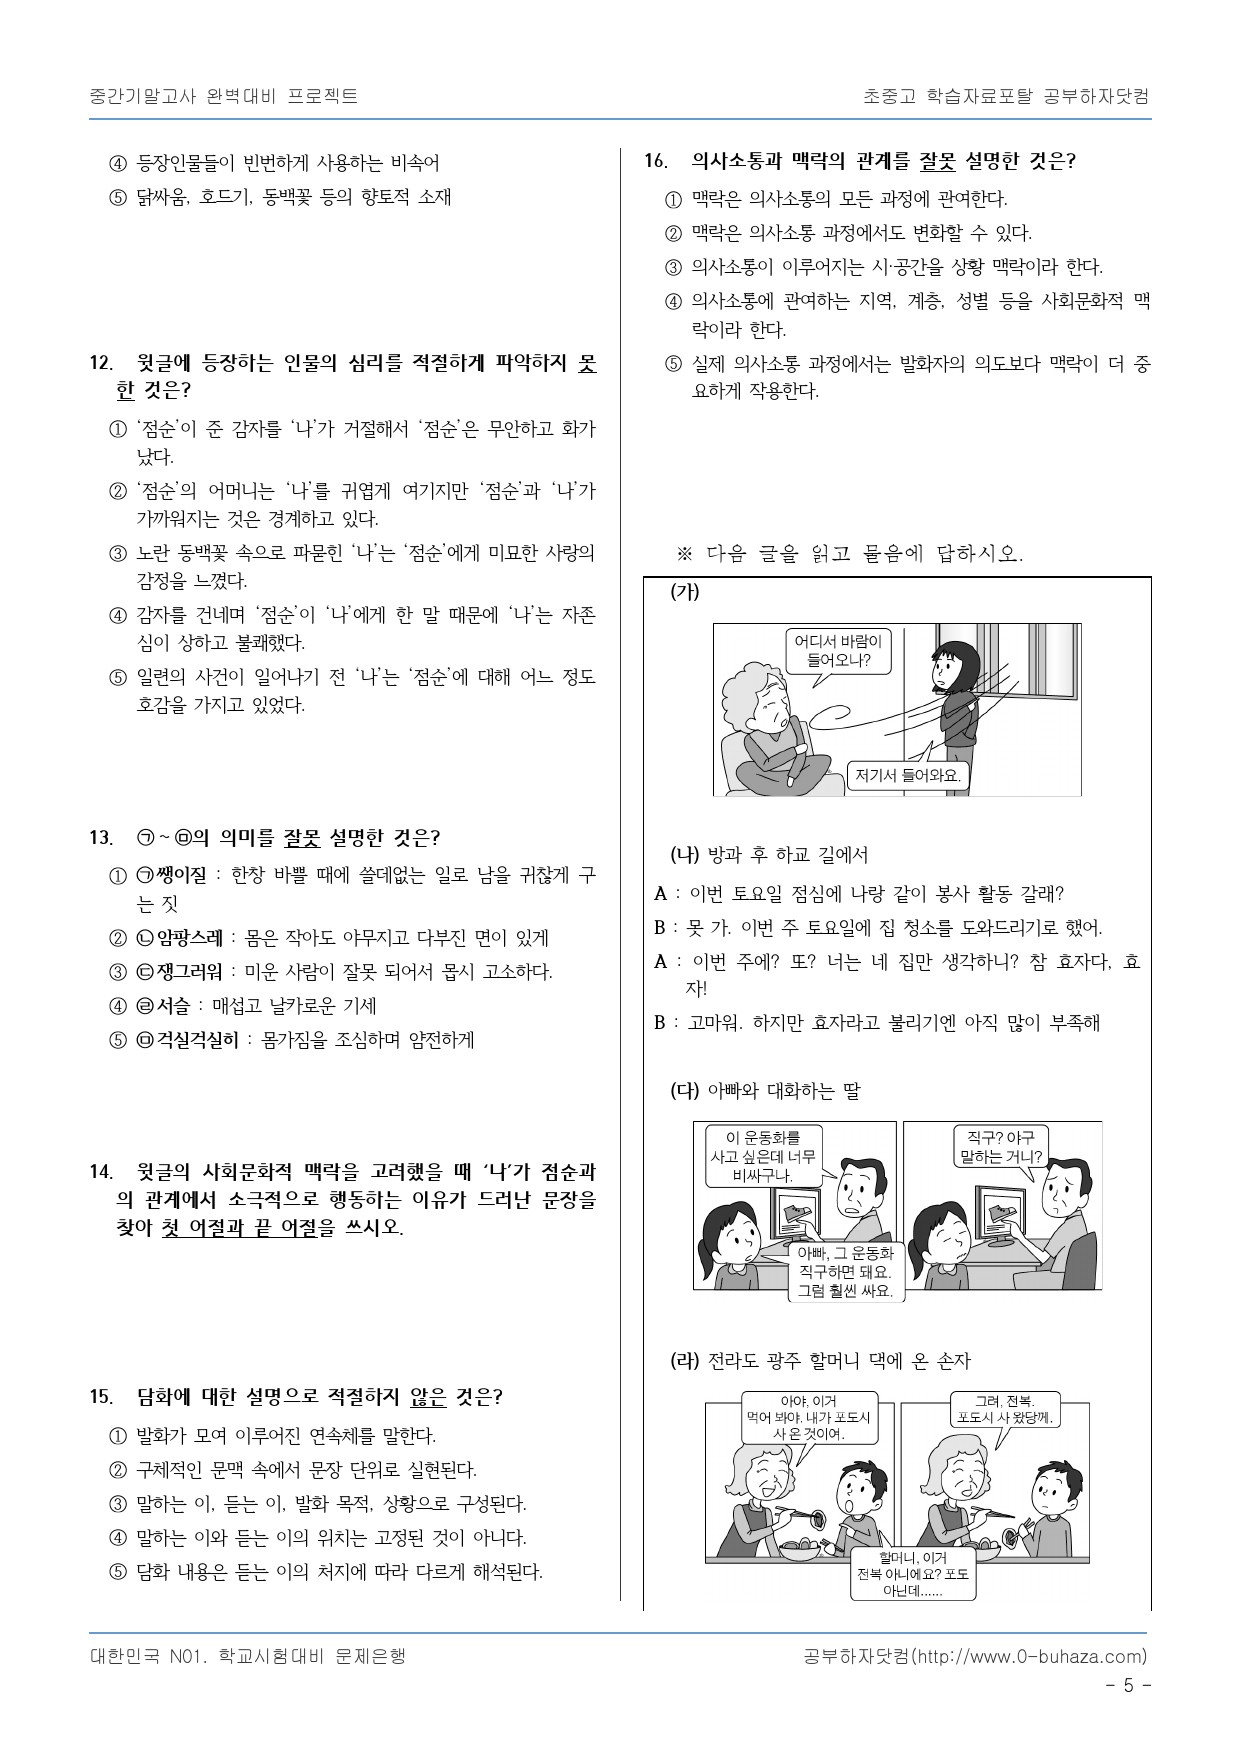 중간기말고사 완벽대비 프로젝트
초중고 학습자료포탈 공부하자닷컴
④ 등장인물들이 빈번하게 사용하는 비속어
⑤ 닭싸움, 호드기, 동백꽃 등의 향토적 소재
12. 윗글에 등장하는 인물의 심리를 적절하게 파악하지 못
한 것은?
① ‘점순’이 준 감자를 ‘나’가 거절해서 ‘점순’은 무안하고 화가
났다.
② ‘점순’의 어머니는 ‘나’를 귀엽게 여기지만 ‘점순’과 ‘나’가
가까워지는 것은 경계하고 있다.
③ 노란 동백꽃 속으로 파묻힌 ‘나’는 ‘점순’에게 미묘한 사랑의
감정을 느꼈다.
④ 감자를 건네며 ‘점순’이 ‘나’에게 한 말 때문에 ‘나’는 자존
심이 상하고 불쾌했다.
⑤ 일련의 사건이 일어나기 전 ‘나’는 ‘점순’에 대해 어느 정도
호감을 가지고 있었다.
13. ㉠~㉤의 의미를 잘못 설명한 것은?
① ㉠쌩이질 : 한창 바쁠 때에 쓸데없는 일로 남을 귀찮게 구
는 짓
② ㉡암팡스레 : 몸은 작아도 야무지고 다부진 면이 있게
③ ㉢쟁그러워 : 미운 사람이 잘못 되어서 몹시 고소하다.
④ ㉣서슬 : 매섭고 날카로운 기세
⑤ ㉤걱실걱실히 : 몸가짐을 조심하며 얌전하게
14. 윗글의 사회문화적 맥락을 고려했을 때 ‘나’가 점순과
의 관계에서 소극적으로 행동하는 이유가 드러난 문장을
찾아 첫 어절과 끝 어절을 쓰시오.
15. 담화에 대한 설명으로 적절하지 않은 것은?
① 발화가 모여 이루어진 연속체를 말한다.
② 구체적인 문맥 속에서 문장 단위로 실현된다.
③ 말하는 이, 듣는 이, 발화 목적, 상황으로 구성된다.
④ 말하는 이와 듣는 이의 위치는 고정된 것이 아니다.
⑤ 담화 내용은 듣는 이의 처지에 따라 다르게 해석된다.
16. 의사소통과 맥락의 관계를 잘못 설명한 것은?
① 맥락은 의사소통의 모든 과정에 관여한다.
② 맥락은 의사소통 과정에서도 변화할 수 있다.
③ 의사소통이 이루어지는 시·공간을 상황 맥락이라 한다.
④ 의사소통에 관여하는 지역, 계층, 성별 등을 사회문화적 맥
락이라 한다.
⑤ 실제 의사소통 과정에서는 발화자의 의도보다 맥락이 더 중
요하게 작용한다.
※ 다음 글을 읽고 물음에 답하시오.
(가)
어디서 바람이
들어오나?
저기서 들어와요.
(나) 방과 후 하교 길에서
A : 이번 토요일 점심에 나랑 같이 봉사 활동 갈래?
B : 못 가. 이번 주 토요일에 집 청소를 도와드리기로 했어.
A : 이번 주에? 또? 너는 네 집만 생각하니? 참 효자다, 효
자!
B : 고마워. 하지만 효자라고 불리기엔 아직 많이 부족해
(다) 아빠와 대화하는 딸
이 운동화를
사고 싶은데 너무
비싸구나.
아빠, 그 운동화
직구하면 돼요.
그럼 훨씬 싸요.
직구? 야구
말하는 거니?
(라) 전라도 광주 할머니 댁에 온 손자
아야, 이거
먹어 봐야. 내가 포도시
사 온 것이여.
할머니, 이거
전복 아니에요? 포도
아닌데......
그려, 전복.
포도시 사 왔당께.
대한민국 N01. 학교시험대비 문제은행
공부하자닷컴(http://www.0-buhaza.com)
- 5 -